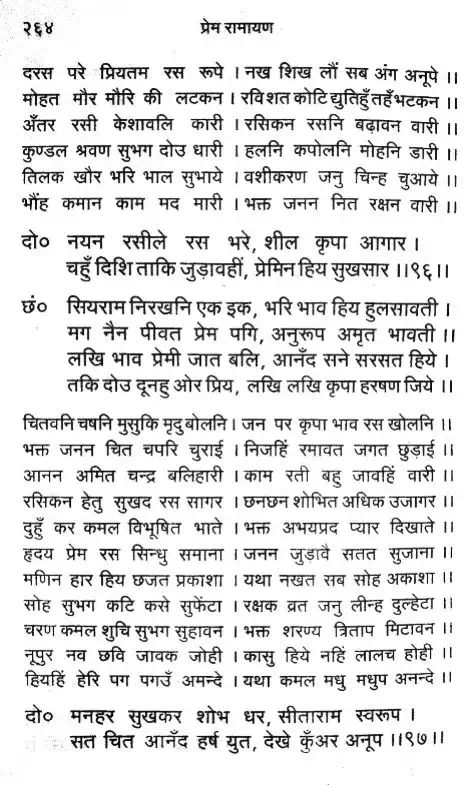 २६४ प्रेम रामायण
दरस परे प्रियतम रस रूपे । नख शिख लौं सब अंग अनूपे ।।
मोहत मौर मौरि की लटकन । रवि शत कोटि द्युतिहुँ तहँ भटकन ।।
अँतर रसी केशावलि कारी । रसिकन रसनि बढ़ावन वारी ।।
कुण्डल श्रवण सुभग दोउ धारी । हलनि कपोलनि मोहनि डारी ।।
तिलक खौर भरि भाल सुभाये । वशीकरण जनु चिन्ह चुआये ।।
भौंह कमान काम मद मारी । भक्त जनन नित रक्षन वारी ।।
दो० नयन रसीले रस भरे, शील कृपा आगार ।
चहुँ दिशि ताकि जुड़ावहीं, प्रेमिन हिय सुखसार ।।९६।।
छं० सियराम निरखनि एक इक, भरि भाव हिय हुलसावती ।
मग नैन पीवत प्रेम पगि, अनुरूप अमृत भावती ।।
लखि भाव प्रेमी जात बलि, आनँद सने सरसत हिये ।
तकि दोउ दूनहु ओर प्रिय, लखि लखि कृपा हरषण जिये ।।
चितवनि चषनि मुसुकि मृदु बोलनि । जन पर कृपा भाव रस खोलनि ।।
भक्त जनन चित चपरि चुराई । निजहिं रमावत जगत छुड़ाई ।।
आनन अमित चन्द्र बलिहारी । काम रती बहु जावहिं वारी ।।
रसिकन हेतु सुखद रस सागर । छनछन शोभित अधिक उजागर ।।
दुहुँ कर कमल विभूषित भाते । भक्त अभयप्रद प्यार दिखाते ।।
हृदय प्रेम रस सिन्धु समाना । जनन जुड़ावै सतत सुजाना ।।
मणिन हार हिय छजत प्रकाशा । यथा नखत सब सोह अकाशा ।।
सोह सुभग कटि कसे सुफेंटा । रक्षक व्रत जनु लीन्ह दुल्हेटा ।।
चरण कमल शुचि सुभग सुहावन । भक्त शरण्य त्रिताप मिटावन ।।
नूपुर नव छवि जावक जोही । कासु हिये नहिं लालच होही ।।
हियहिं हेरि पग पगउँ अमन्दे । यथा कमल मधु मधुप अनन्दे ।।
दो० मनहर सुखकर शोभ धर, सीताराम स्वरूप ।
सत चित आनँद हर्ष युत, देखे कुँअर अनूप ।।९७।।